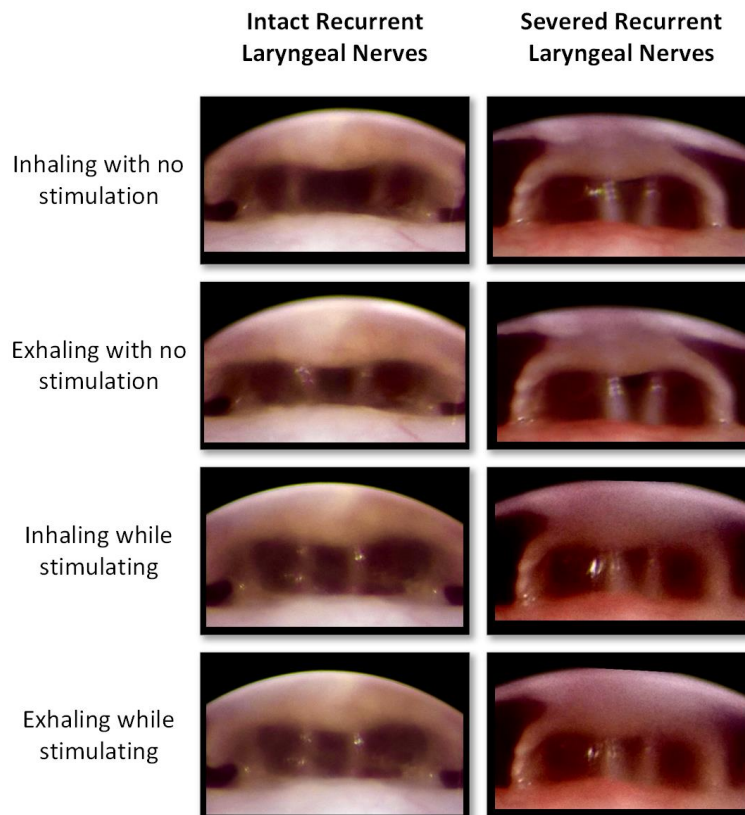 Intact Recurrent
Laryngeal Nerves
Severed Recurrent
Laryngeal Nerves
Inhaling with no
stimulation
Exhaling with no
stimulation
Inhaling while
stimulating
Exhaling while
stimulating